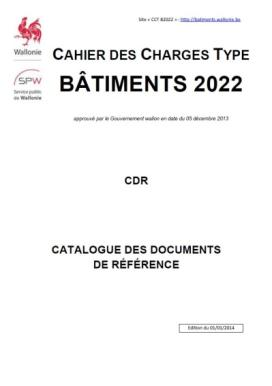 Site « CCT B2022 » : http://batiments.wallonie.be
Wallonie
CAHIER DES CHARGES TYPE
BÂTIMENTS 2022
SPW
Service public
de Wallonie
approuvé par le Gouvernement wallon en date du 05 décembre 2013
CDR
CATALOGUE DES DOCUMENTS
DE RÉFÉRENCE
Edition du 01/01/2014